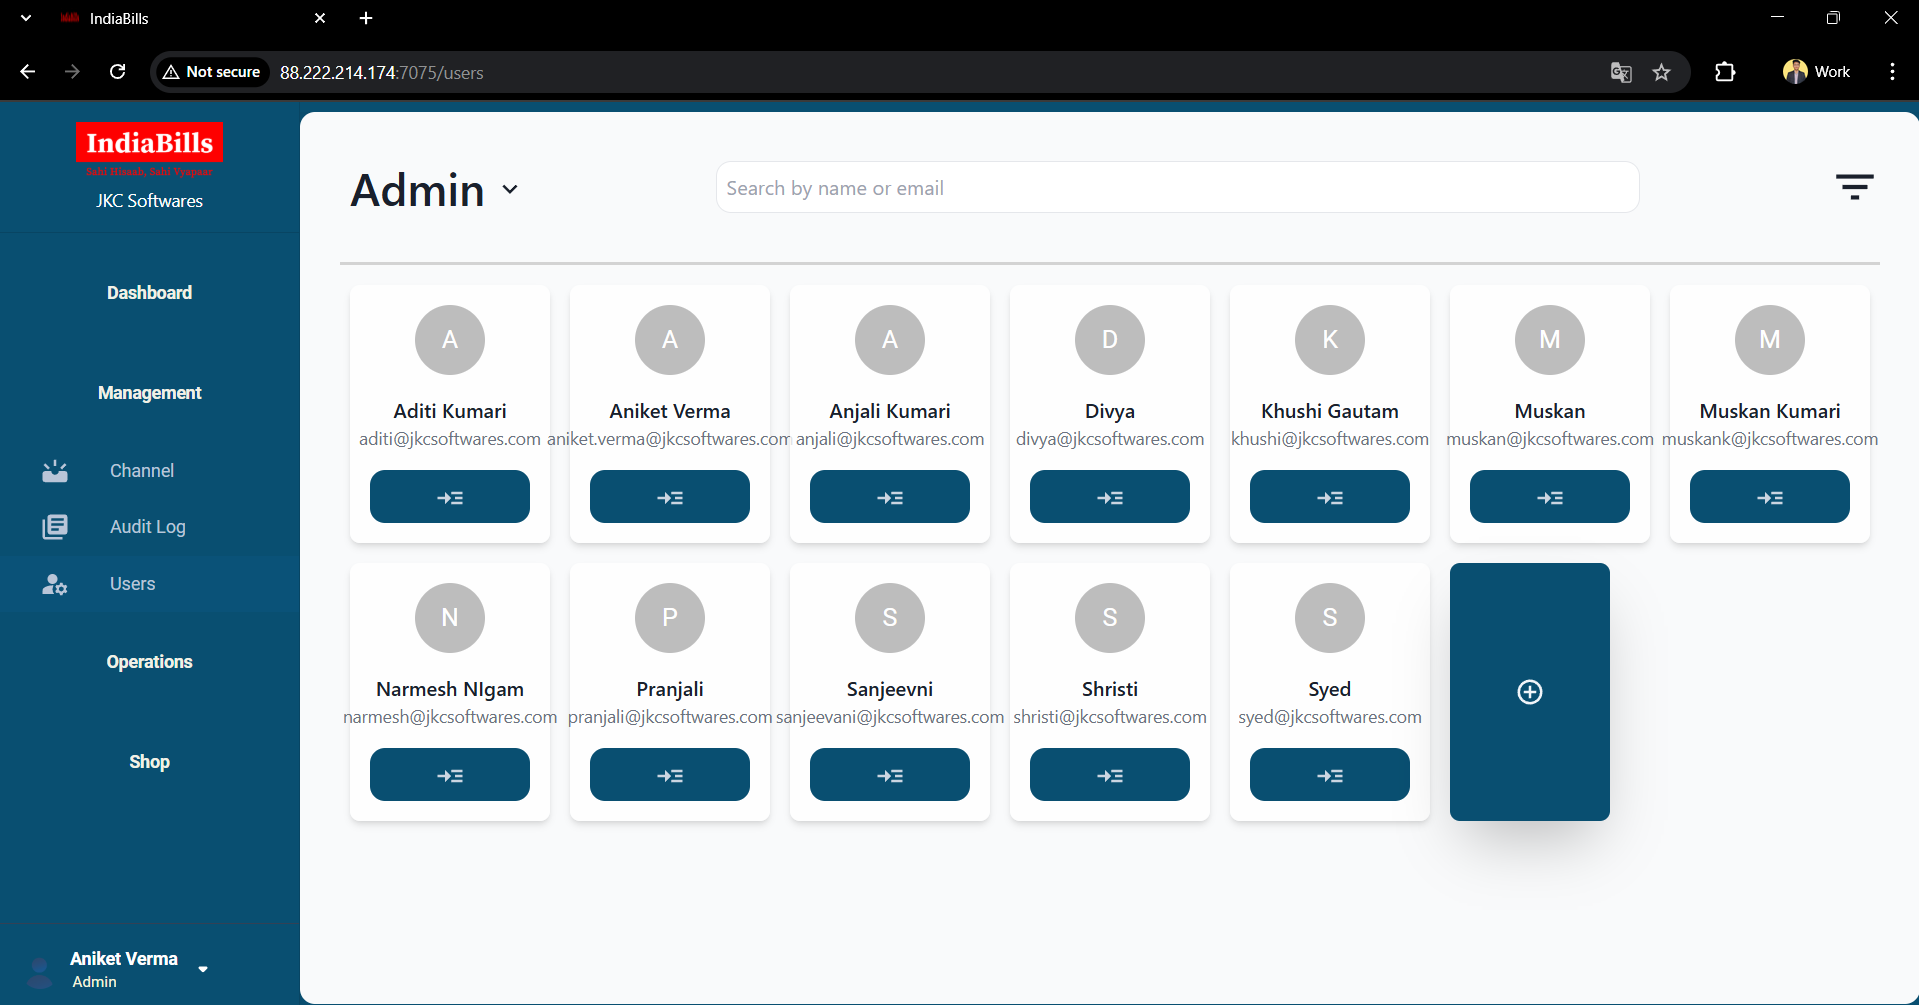 IndiaBills
Not secure
88.222.214.174:7075/users
Work
IndiaBills
Sahi Hisaab, Sahi Vyapaar
JKC Softwares
Dashboard
Management
Channel
Audit Log
Users
Operations
Shop
Aniket Verma
Admin
Admin
Search by name or email
A
Aditi Kumari
aditi@jkcsoftwares.com
A
Aniket Verma
aniket.verma@jkcsoftwares.com
A
Anjali Kumari
anjali@jkcsoftwares.com
D
Divya
divya@jkcsoftwares.com
K
Khushi Gautam
khushi@jkcsoftwares.com
M
Muskan
muskan@jkcsoftwares.com
M
Muskan Kumari
muskank@jkcsoftwares.com
N
Narmesh NIgam
narmesh@jkcsoftwares.com
P
Pranjali
pranjali@jkcsoftwares.com
S
Sanjeevni
sanjeevani@jkcsoftwares.com
S
Shristi
shristi@jkcsoftwares.com
S
Syed
syed@jkcsoftwares.com